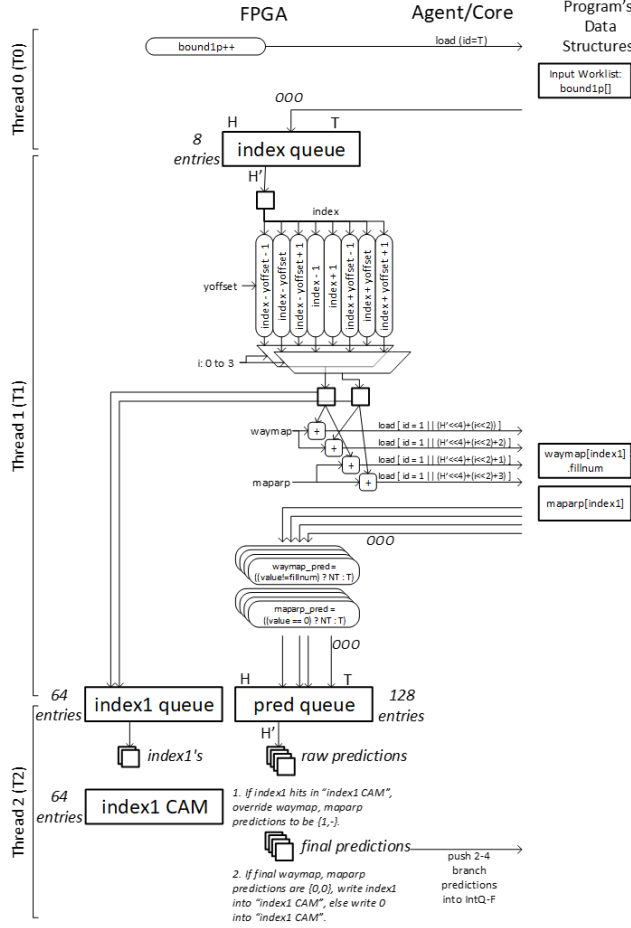 FPGA
Agent/Core
Program's
Data
Structures
Thread 0 (T0)
bound1p++
load (id=T)
Input Worklist:
bound1p[]
OOO
H
T
8
entries
index queue
H'
Thread 1 (T1)
index
yoffset
index - yoffset - 1
index - yoffset
index - yoffset + 1
index - 1
index + 1
index + yoffset - 1
index + yoffset
index + yoffset + 1
i: 0 to 3
waymap
+
load [ id = 1 || (H'<<4)+(i<<2)) ]
+
load [ id = 1 || (H'<<4)+(i<<2)+2) ]
+
load [ id = 1 || (H'<<4)+(i<<2)+1) ]
maparp
+
load [ id = 1 || (H'<<4)+(i<<2)+3) ]
waymap[index1]
.fillnum
maparp[index1]
OOO
waymap_pred =
((value!=fillnum) ? NT : T)
maparp_pred =
((value == 0) ? NT : T)
OOO
H
T
64
entries
index1 queue
pred queue
128
entries
Thread 2 (T2)
H'
index1's
raw predictions
64
entries
index1 CAM
1. If index1 hits in "index1 CAM",
override waymap, maparp
predictions to be {1,-}.
final predictions
push 2-4
branch
predictions
into IntQ-F
2. If final waymap, maparp
predictions are {0,0}, write index1
into "index1 CAM", else write 0
into "index1 CAM".